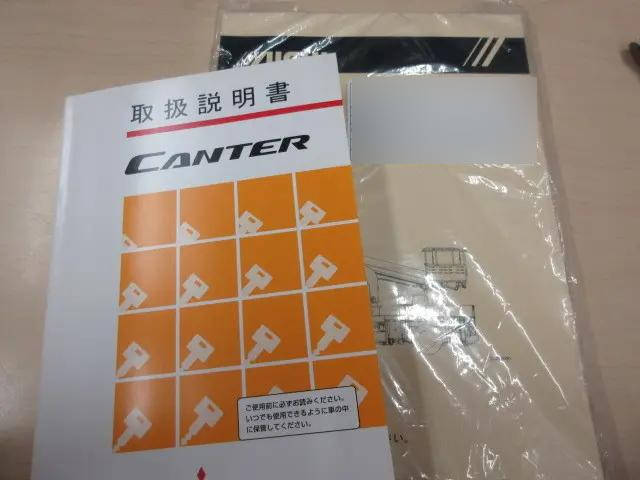 取扱説明書
CANTER
ご使用前に必ずお読みください。
いつでも使用できるように車の中
に保管してください。
さい。